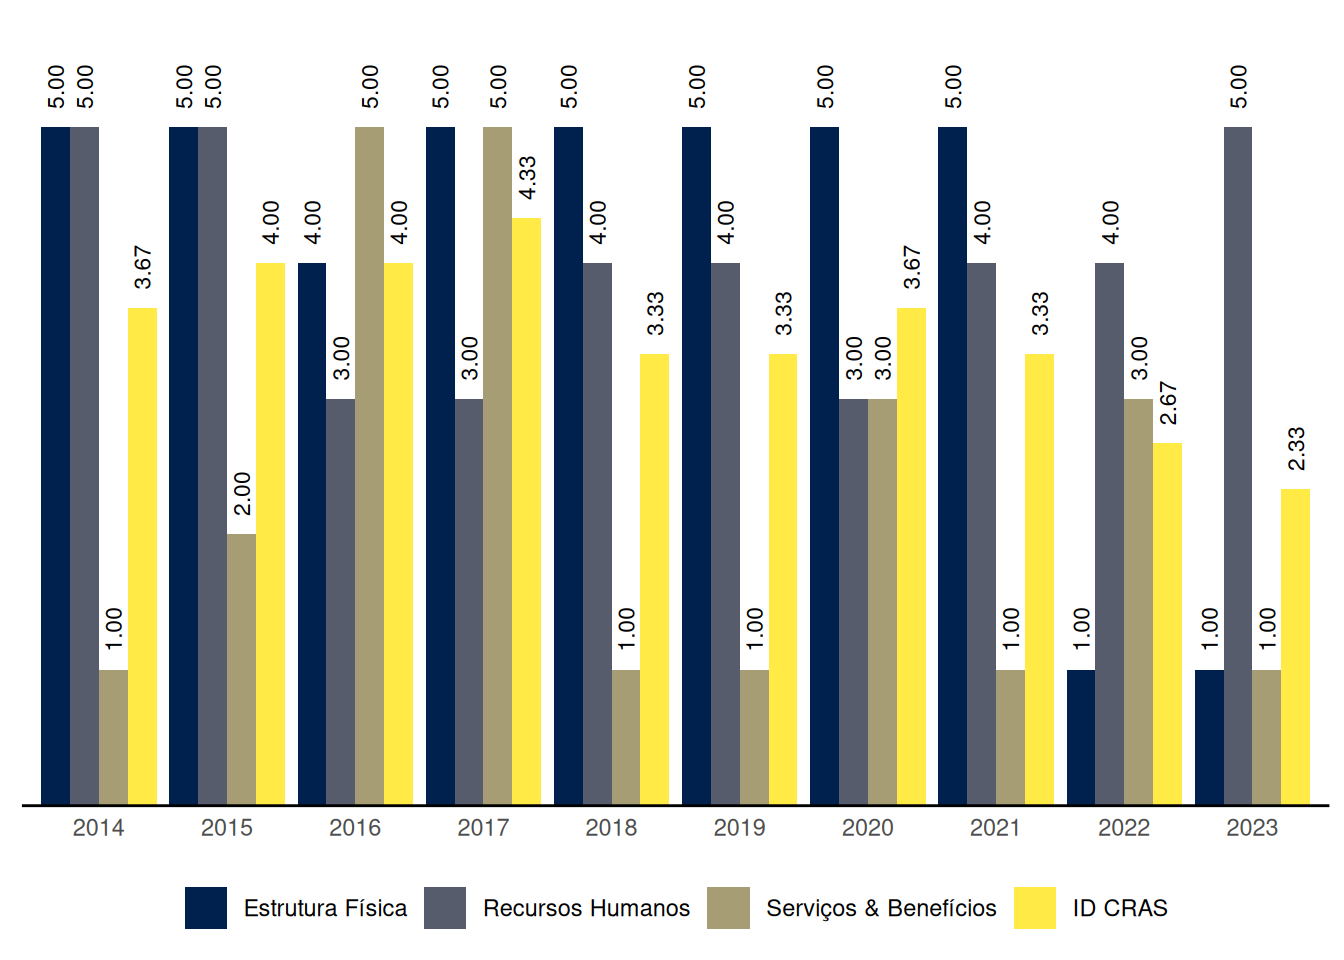 5.00 5.00 1.00 3.67
5.00 5.00 2.00 4.00
4.00 3.00 5.00 4.00
5.00 3.00 5.00 4.33
5.00 4.00 1.00 3.33
5.00 4.00 1.00 3.33
5.00 3.00 3.00 3.67
5.00 4.00 1.00 3.33
1.00 4.00 3.00 2.67
1.00 5.00 1.00 2.33
2014 2015 2016 2017 2018 2019 2020 2021 2022 2023
Estrutura Física Recursos Humanos Serviços & Benefícios ID CRAS